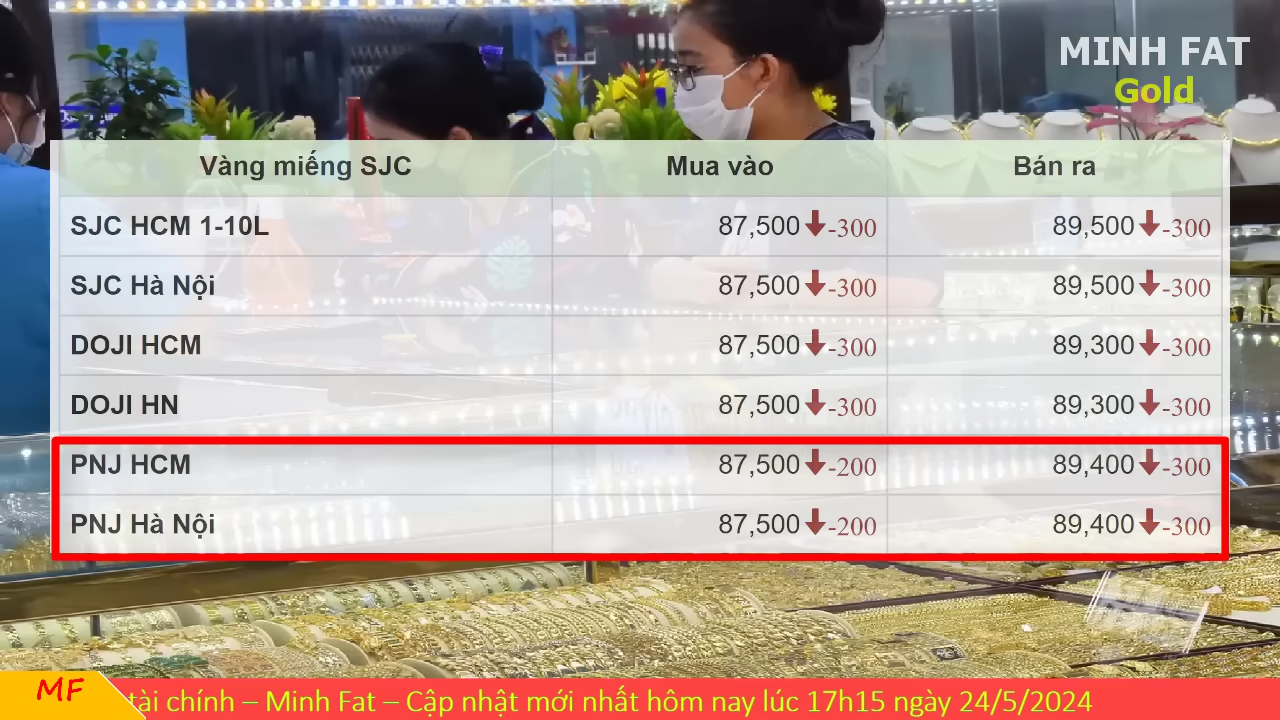 MINH FAT
Gold
Vàng miếng SJC Mua vào Bán ra
SJC HCM 1-10L 87,500 -300 89,500 -300
SJC Hà Nội 87,500 -300 89,500 -300
DOJI HCM 87,500 -300 89,300 -300
DOJI HN 87,500 -300 89,300 -300
PNJ HCM 87,500 -200 89,400 -300
PNJ Hà Nội 87,500 -200 89,400 -300
MF tài chính – Minh Fat – Cập nhật mới nhất hôm nay lúc 17h15 ngày 24/5/2024